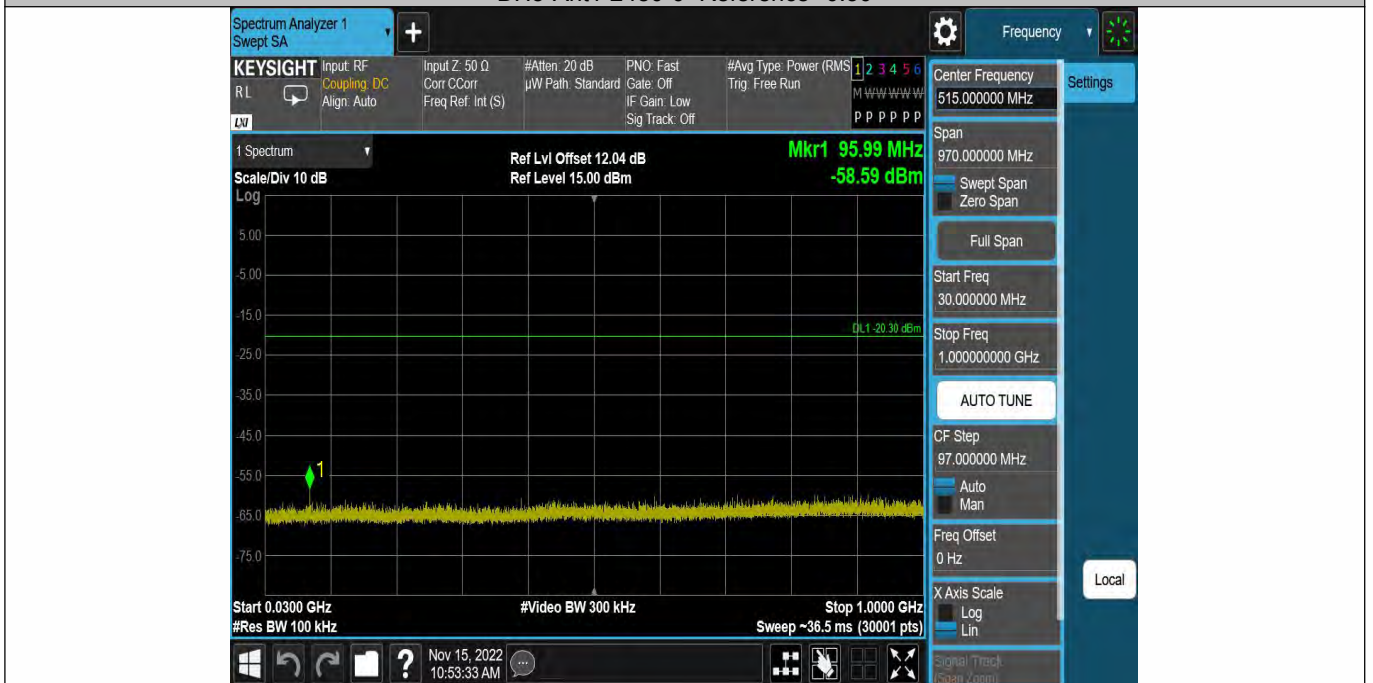 Spectrum Analyzer 1
Swept SA
+
Frequency
KEYSIGHT
RL
LXI
Input: RF
Coupling: DC
Align: Auto
Input Z: 50 Ω
Corr CCorr
Freq Ref: Int (S)
#Atten: 20 dB
µW Path: Standard
PNO: Fast
Gate: Off
IF Gain: Low
Sig Track: Off
#Avg Type: Power (RMS
Trig: Free Run
1 2 3 4 5 6
M W W W W W
P P P P P P
1 Spectrum
Scale/Div 10 dB
Ref Lvl Offset 12.04 dB
Ref Level 15.00 dBm
Mkr1 95.99 MHz
-58.59 dBm
Log
5.00
-5.00
-15.0
DL1 -20.30 dBm
-25.0
-35.0
-45.0
1
-55.0
-65.0
-75.0
Start 0.0300 GHz
#Video BW 300 kHz
Stop 1.0000 GHz
#Res BW 100 kHz
Sweep ~36.5 ms (30001 pts)
?
Nov 15, 2022
10:53:33 AM
Center Frequency
515.000000 MHz
Settings
Span
970.000000 MHz
Swept Span
Zero Span
Full Span
Start Freq
30.000000 MHz
Stop Freq
1.000000000 GHz
AUTO TUNE
CF Step
97.000000 MHz
Auto
Man
Freq Offset
0 Hz
X Axis Scale
Log
Lin
Local
Signal Track
(Span Zoom)